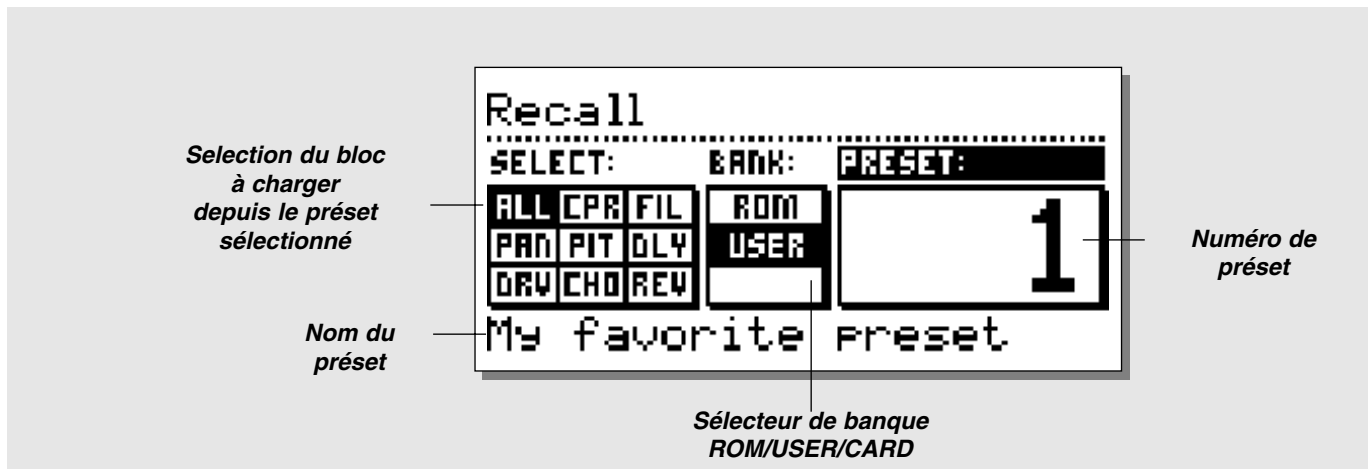 Recall
SELECT: BANK: PRESET:
ALL CPR FIL ROM 1
PAN PIT DLY USER
DRV CHO REV
My favorite preset
Selection du bloc
à charger
depuis le préset
sélectionné
Nom du
préset
Numéro de
préset
Sélecteur de banque
ROM/USER/CARD